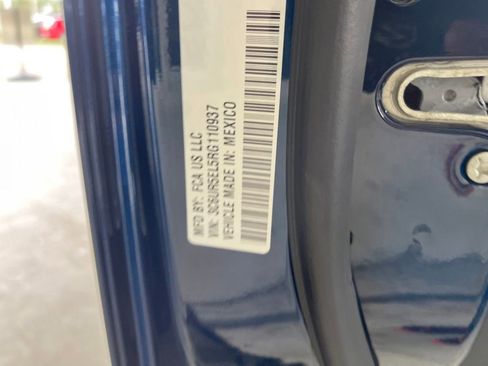 MFD BY: FCA US LLC
VIN: 3C6UR5EL5RG110937
VEHICLE MADE IN: MEXICO